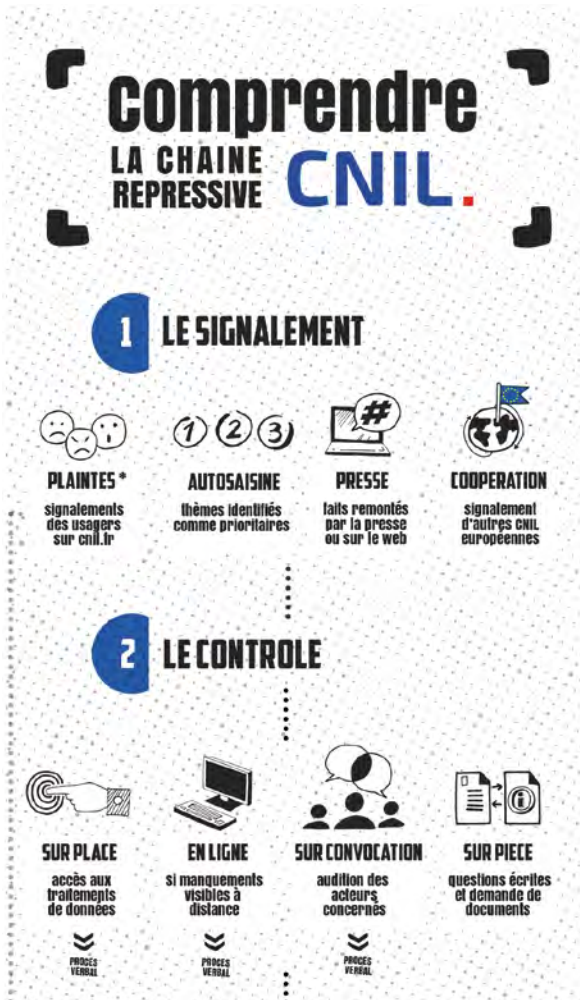 Comprendre
LA CHAINE
REPRESSIVE
CNIL.
1 LE SIGNALEMENT
1 2 3
#
PLAINTES *
signalements
des usagers
sur cnil.fr
AUTOSAISINE
thèmes identifiés
comme prioritaires
PRESSE
faits remontés
par la presse
ou sur le web
COOPERATION
signalement
d'autres CNIL
européennes
2 LE CONTROLE
i
SUR PLACE
accès aux
traitements
de données
PROCES
VERBAL
EN LIGNE
si manquements
visibles à
distance
PROCES
VERBAL
SUR CONVOCATION
audition des
acteurs
concernés
PROCES
VERBAL
SUR PIECE
questions écrites
et demande de
documents